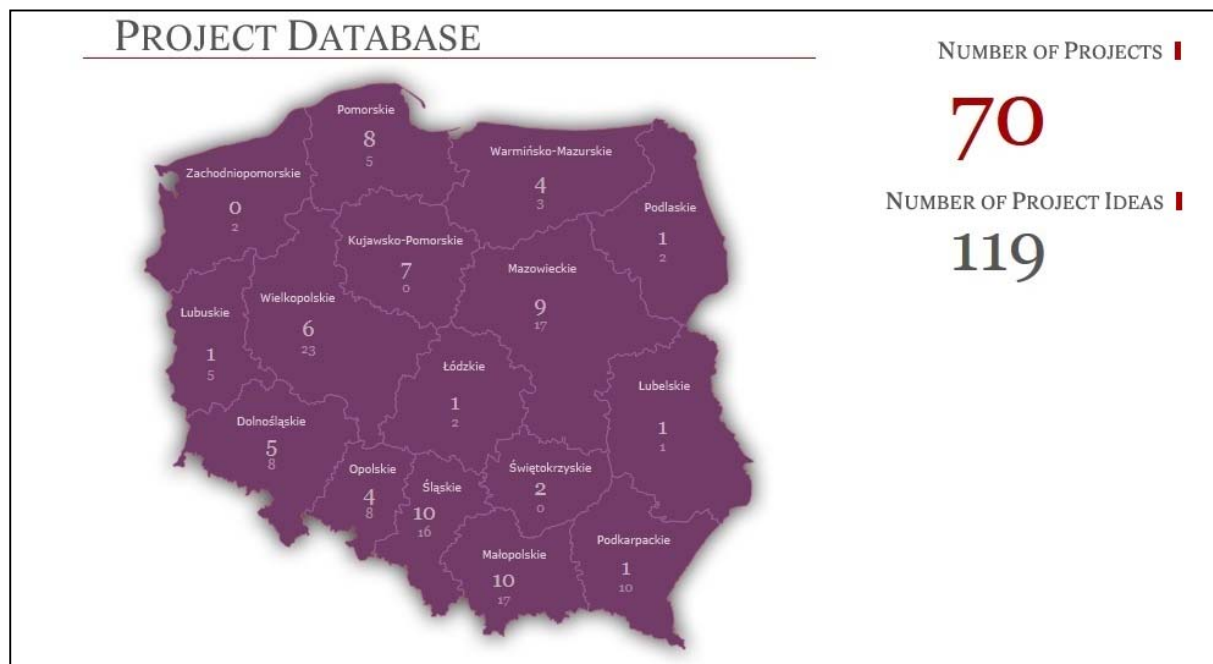 PROJECT DATABASE
NUMBER OF PROJECTS
70
NUMBER OF PROJECT IDEAS
119
Pomorskie
8
5
Warmińsko-Mazurskie
4
3
Zachodniopomorskie
0
2
Podlaskie
1
2
Kujawsko-Pomorskie
7
0
Mazowieckie
9
17
Wielkopolskie
6
23
Lubuskie
1
5
Łódzkie
1
2
Lubelskie
1
1
Dolnośląskie
5
8
Opolskie
4
8
Śląskie
10
16
Świętokrzyskie
2
0
Małopolskie
10
17
Podkarpackie
1
10